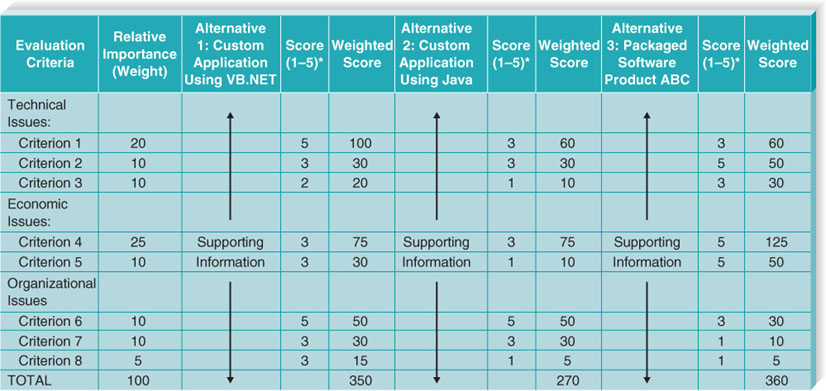 Evaluation Criteria Relative Importance (Weight) Alternative 1: Custom Application Using VB.NET Score (1–5)* Weighted Score Alternative 2: Custom Application Using Java Score (1–5)* Weighted Score Alternative 3: Packaged Software Product ABC Score (1–5)* Weighted Score
Technical Issues:
Criterion 1 20 5 100 3 60 3 60
Criterion 2 10 3 30 3 30 5 50
Criterion 3 10 2 20 1 10 3 30
Economic Issues:
Criterion 4 25 Supporting 3 75 Supporting 3 75 Supporting 5 125
Criterion 5 10 Information 3 30 Information 1 10 Information 5 50
Organizational Issues
Criterion 6 10 5 50 5 50 3 30
Criterion 7 10 3 30 3 30 1 10
Criterion 8 5 3 15 1 5 1 5
TOTAL 100 350 270 360